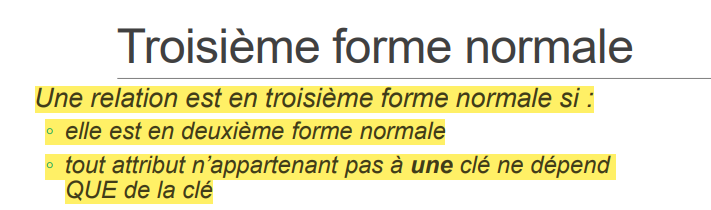 Troisième forme normale
Une relation est en troisième forme normale si :
◦ elle est en deuxième forme normale
◦ tout attribut n’appartenant pas à une clé ne dépend
QUE de la clé